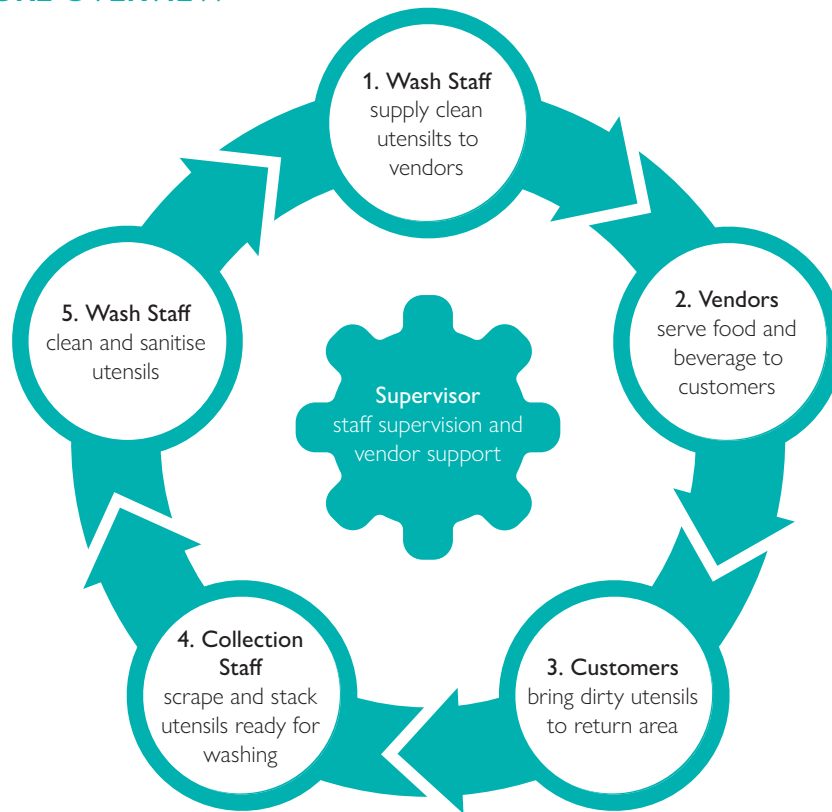 1. Wash Staff
supply clean
utensilts to
vendors
2. Vendors
serve food and
beverage to
customers
3. Customers
bring dirty utensils
to return area
4. Collection
Staff
scrape and stack
utensils ready for
washing
5. Wash Staff
clean and sanitise
utensils
Supervisor
staff supervision and
vendor support